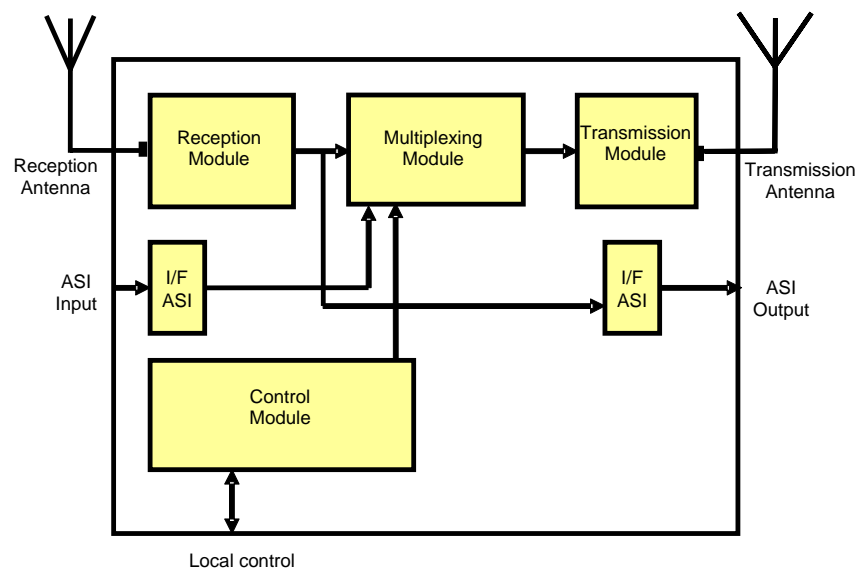 Reception
Module
Multiplexing
Module
Transmission
Module
Reception
Antenna
Transmission
Antenna
ASI
Input
I/F
ASI
I/F
ASI
ASI
Output
Control
Module
Local control